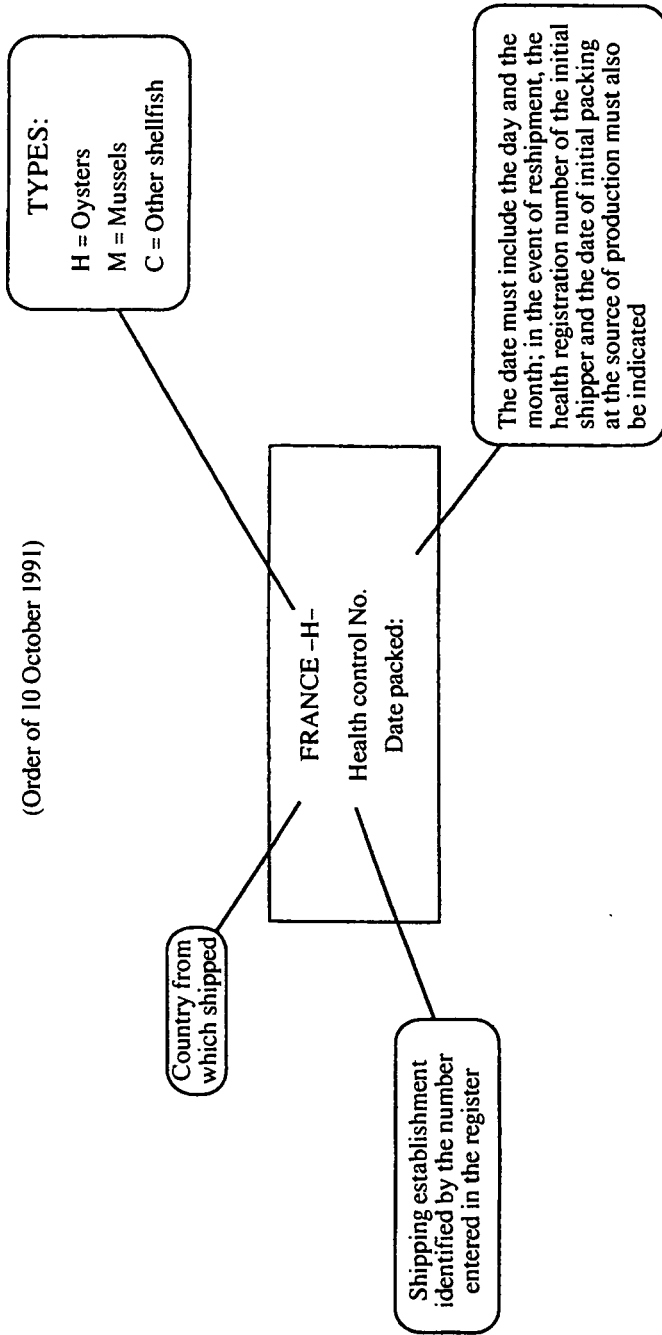 (Order of 10 October 1991)
TYPES:
H = Oysters
M = Mussels
C = Other shellfish
Country from
which shipped
FRANCE –H–
Health control No.
Date packed:
Shipping establishment
identified by the number
entered in the register
The date must include the day and the
month; in the event of reshipment, the
health registration number of the initial
shipper and the date of initial packing
at the source of production must also
be indicated